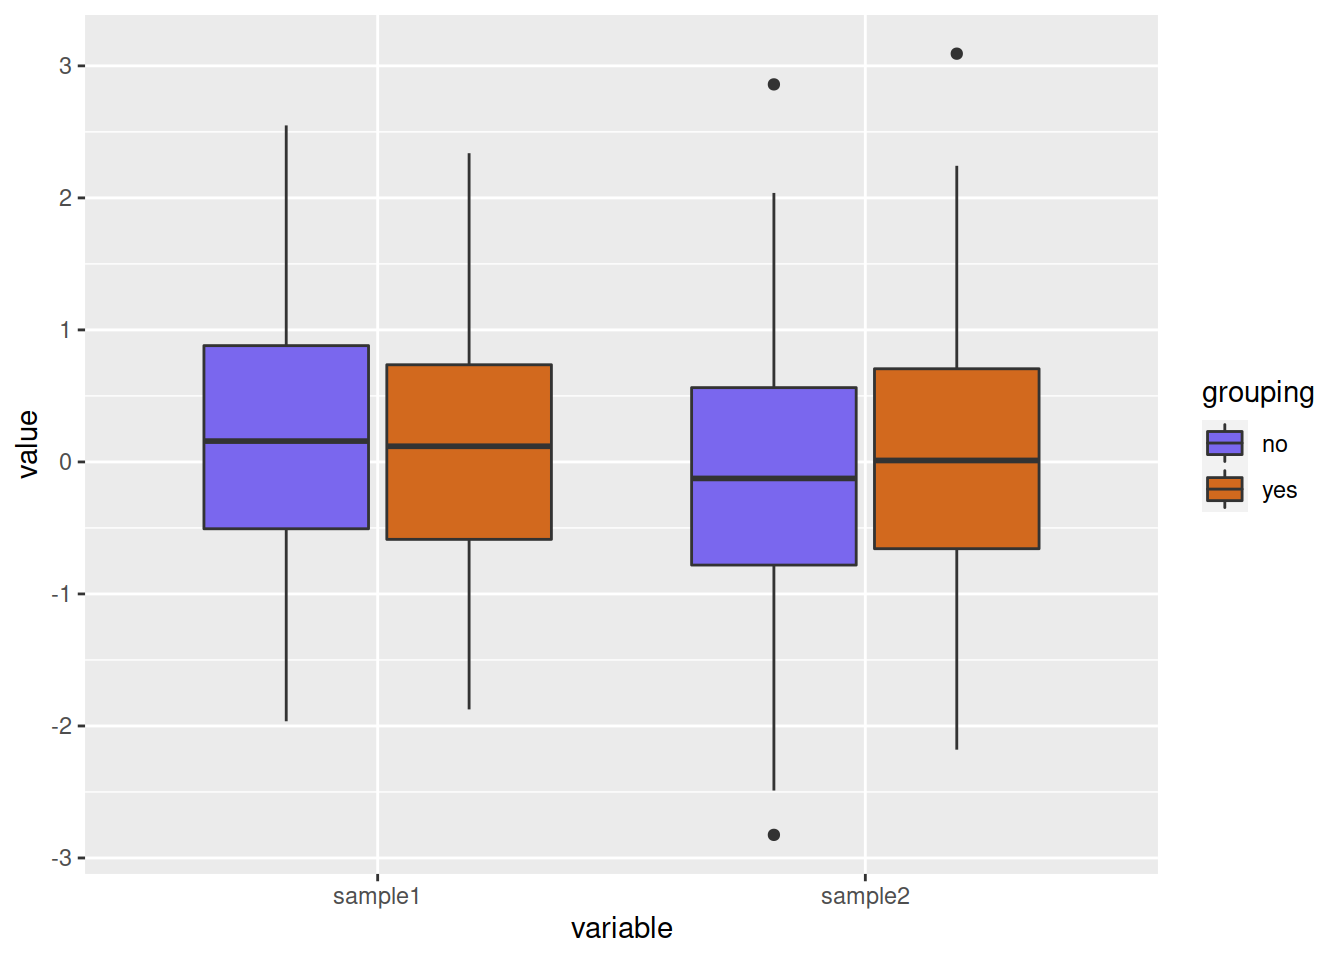 3
2
1
0
-1
-2
-3
value
sample1
sample2
variable
grouping
no
yes